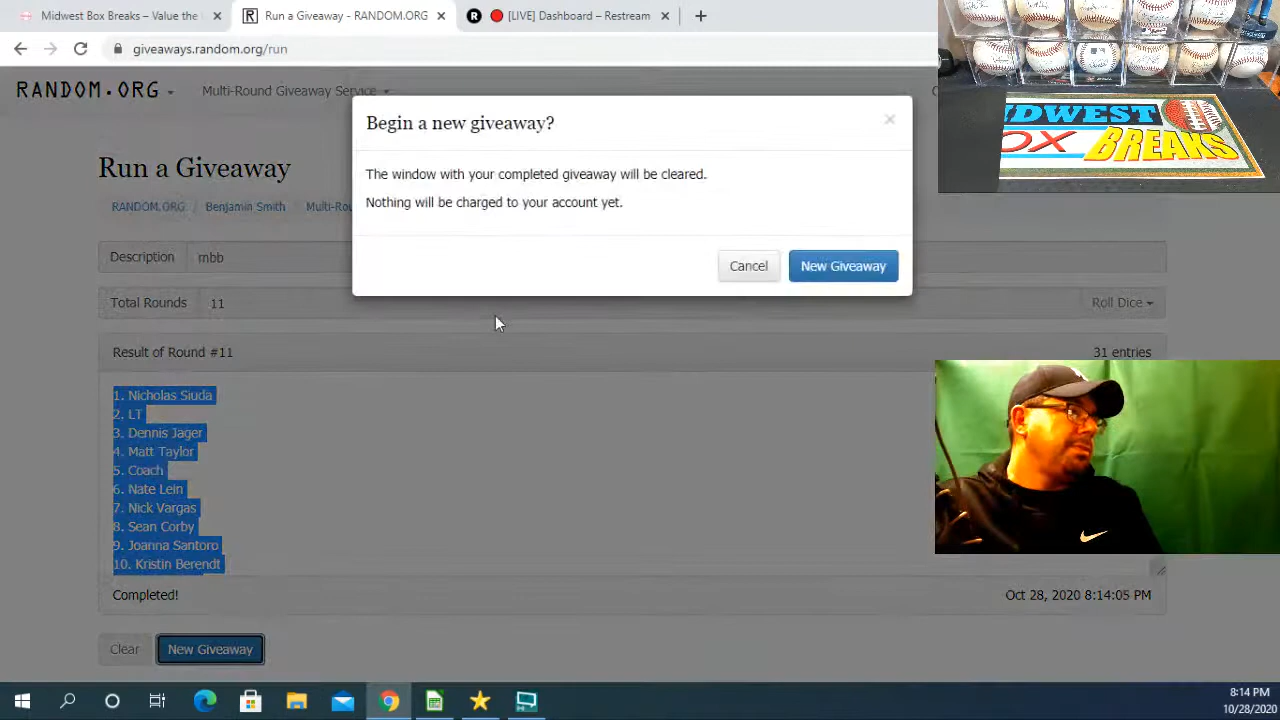 Midwest Box Breaks – Value the
Run a Giveaway - RANDOM.ORG
[LIVE] Dashboard – Restream
giveaways.random.org/run
RANDOM.ORG
Multi-Round Giveaway Service
Begin a new giveaway?
The window with your completed giveaway will be cleared.
Nothing will be charged to your account yet.
Cancel
New Giveaway
MIDWEST
BOX BREAKS
Run a Giveaway
RANDOM.ORG / Benjamin Smith Multi-Rou
Description mbb
Total Rounds 11 Roll Dice
Result of Round #11 31 entries
1. Nicholas Siuda
2. LT
3. Dennis Jager
4. Matt Taylor
5. Coach
6. Nate Lein
7. Nick Vargas
8. Sean Corby
9. Joanna Santoro
10. Kristin Berendt
Completed! Oct 28, 2020 8:14:05 PM
Clear New Giveaway
8:14 PM
10/28/2020